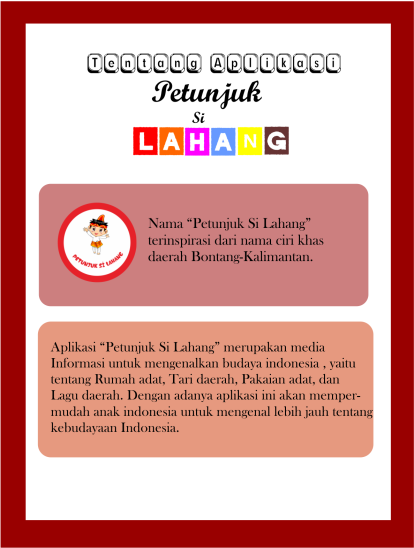 Tentang Aplikasi
Petunjuk
Si
LAHANG
Nama “Petunjuk Si Lahang”
terinspirasi dari nama ciri khas
daerah Bontang-Kalimantan.
PETUNJUK SI LAHANG
Aplikasi “Petunjuk Si Lahang” merupakan media
Informasi untuk mengenalkan budaya indonesia , yaitu
tentang Rumah adat, Tari daerah, Pakaian adat, dan
Lagu daerah. Dengan adanya aplikasi ini akan memper-
mudah anak indonesia untuk mengenal lebih jauh tentang
kebudayaan Indonesia.